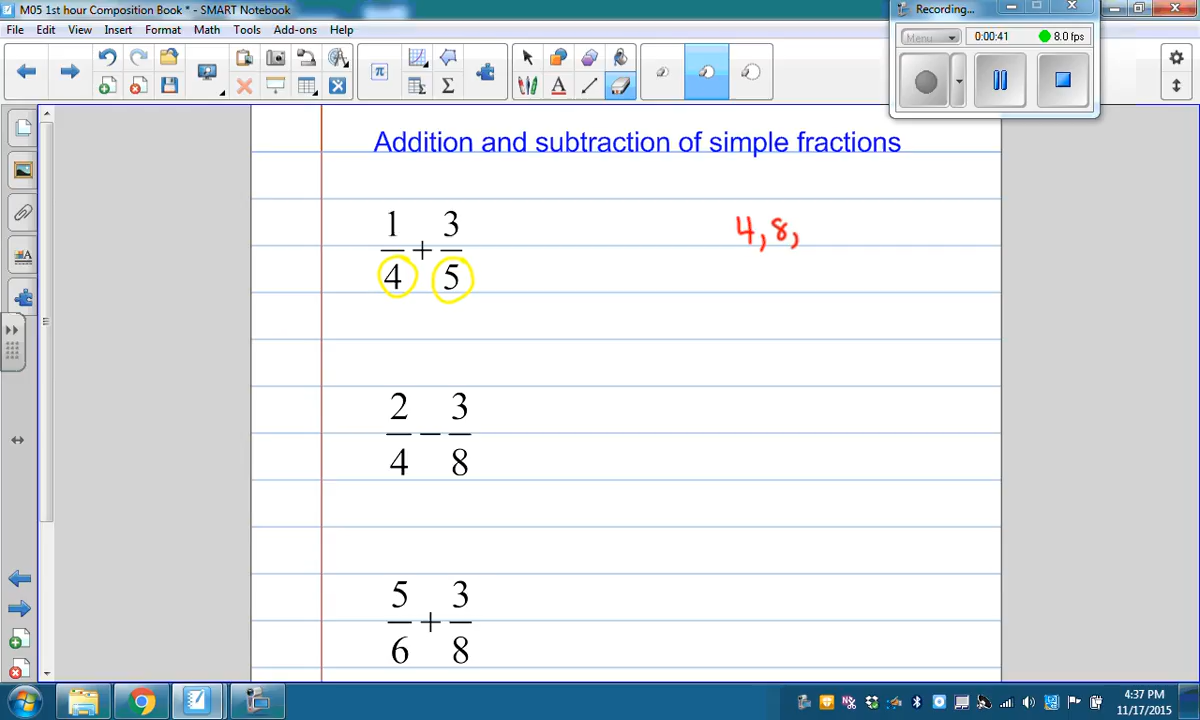 M05 1st hour Composition Book * - SMART Notebook
Recording...
File Edit View Insert Format Math Tools Add-ons Help
Menu
0:00:41
8.0 fps
π
Σ
A
Addition and subtraction of simple fractions
1/4 + 3/5
4, 8,
2/4 − 3/8
5/6 + 3/8
4:37 PM
11/17/2015